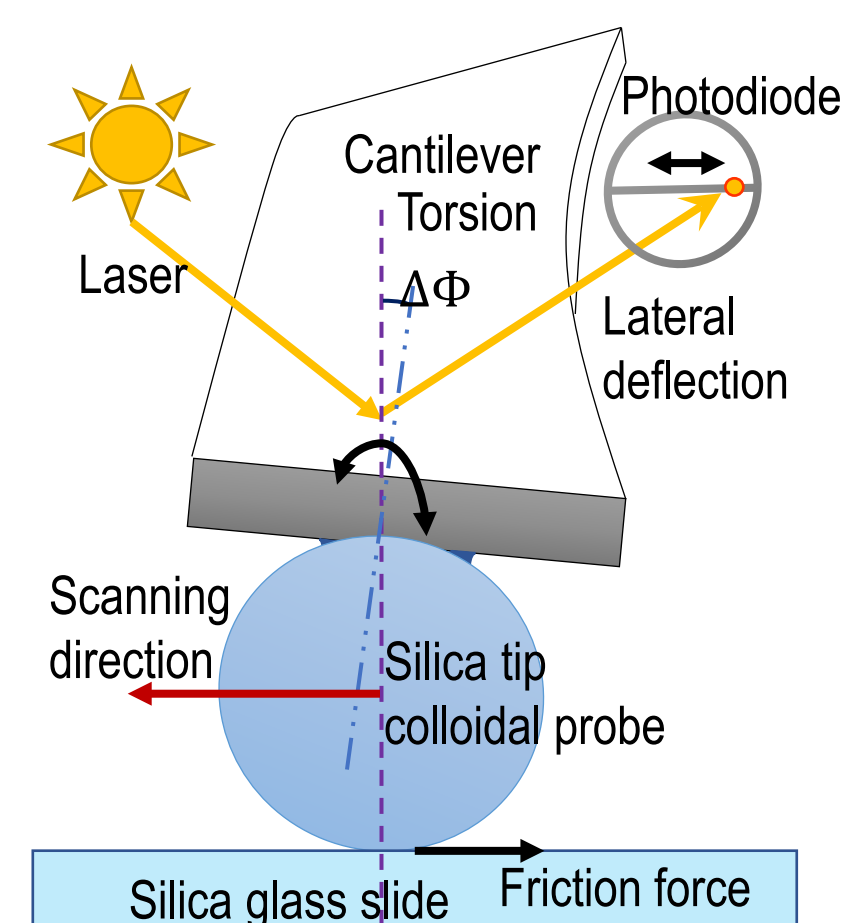 Photodiode
Cantilever
Torsion
Laser
ΔΦ
Lateral
deflection
Scanning
direction
Silica tip
colloidal probe
Silica glass slide
Friction force